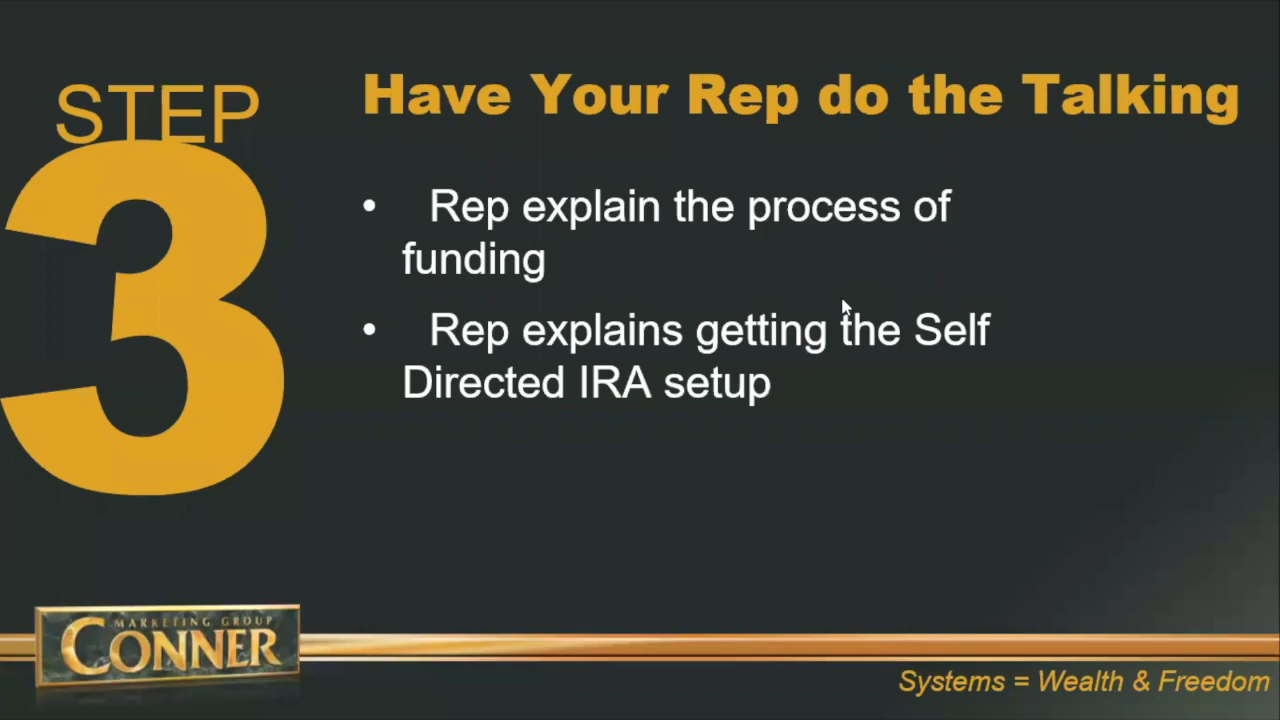 STEP
3
Have Your Rep do the Talking
• Rep explain the process of
funding
• Rep explains getting the Self
Directed IRA setup
MARKETING GROUP
CONNER
Systems = Wealth & Freedom